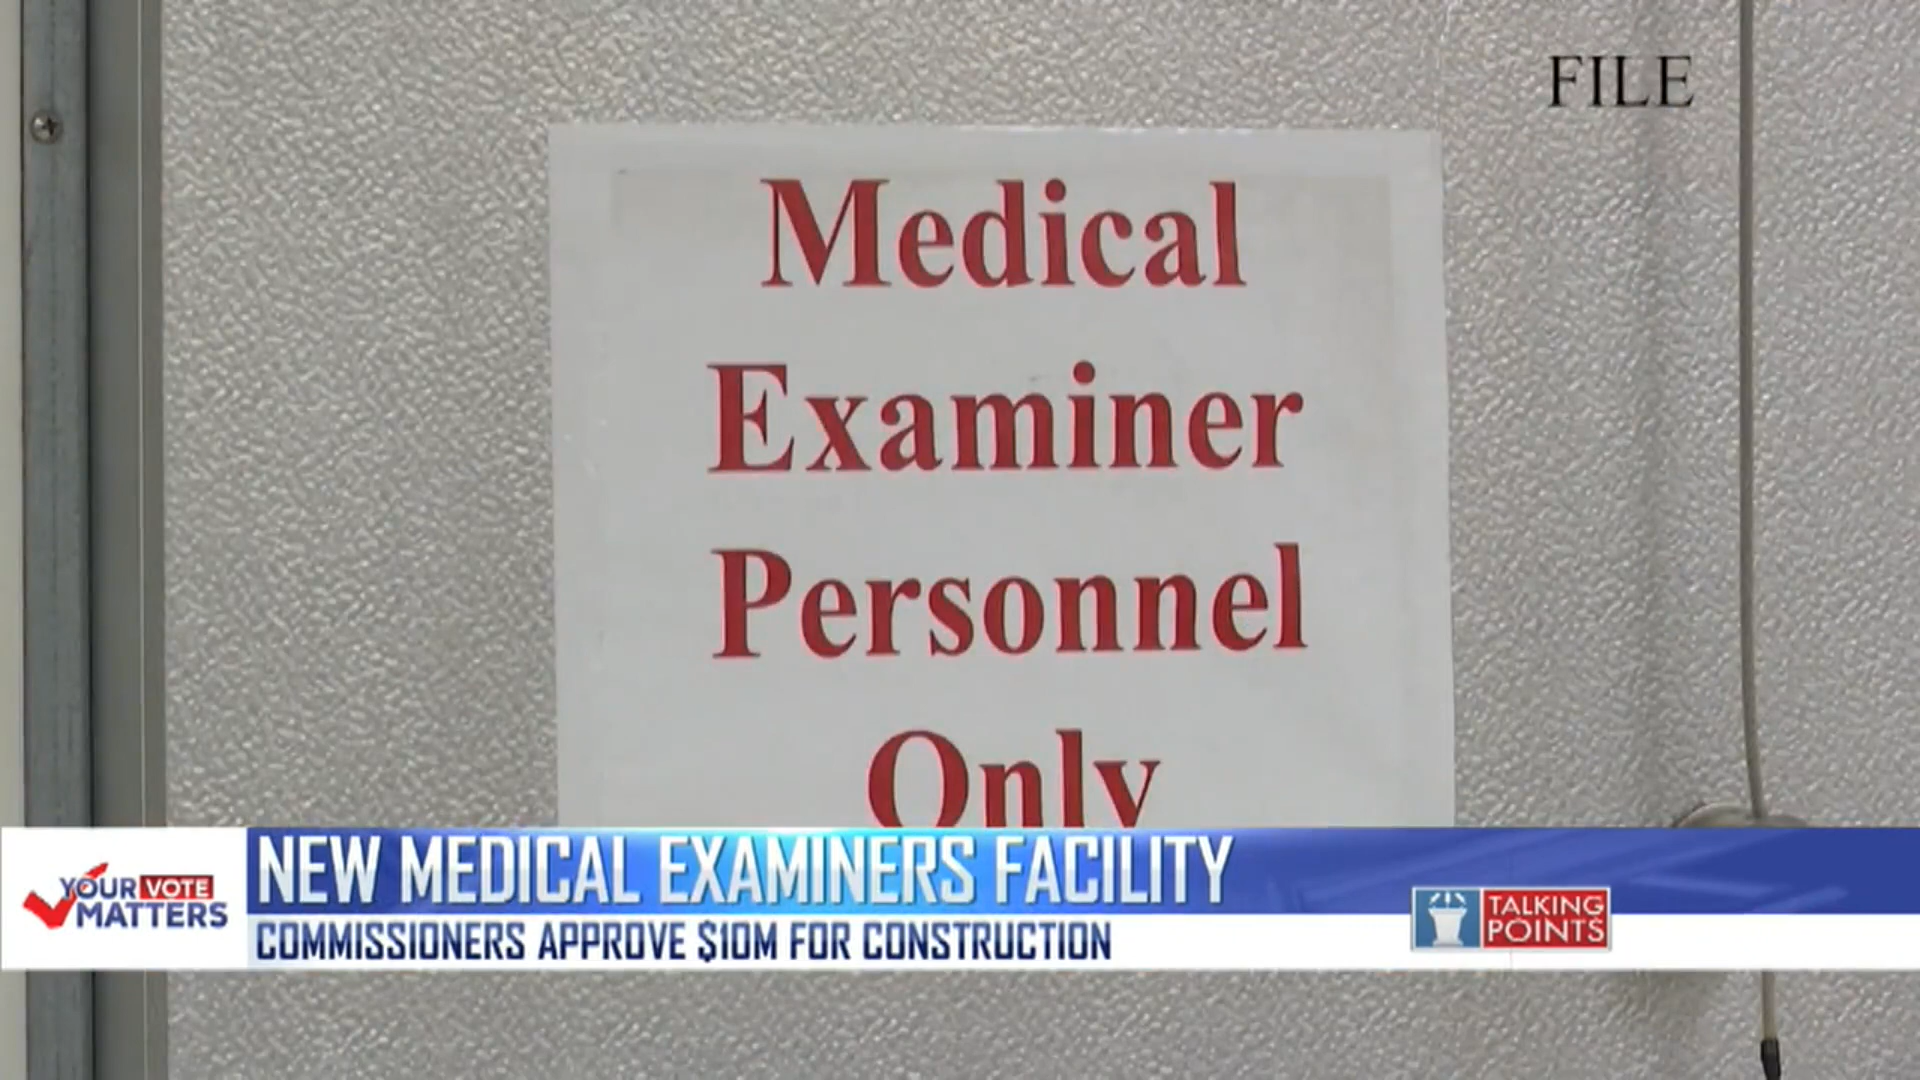 FILE
Medical
Examiner
Personnel
Only
YOUR VOTE
MATTERS
NEW MEDICAL EXAMINERS FACILITY
COMMISSIONERS APPROVE $10M FOR CONSTRUCTION
TALKING
POINTS